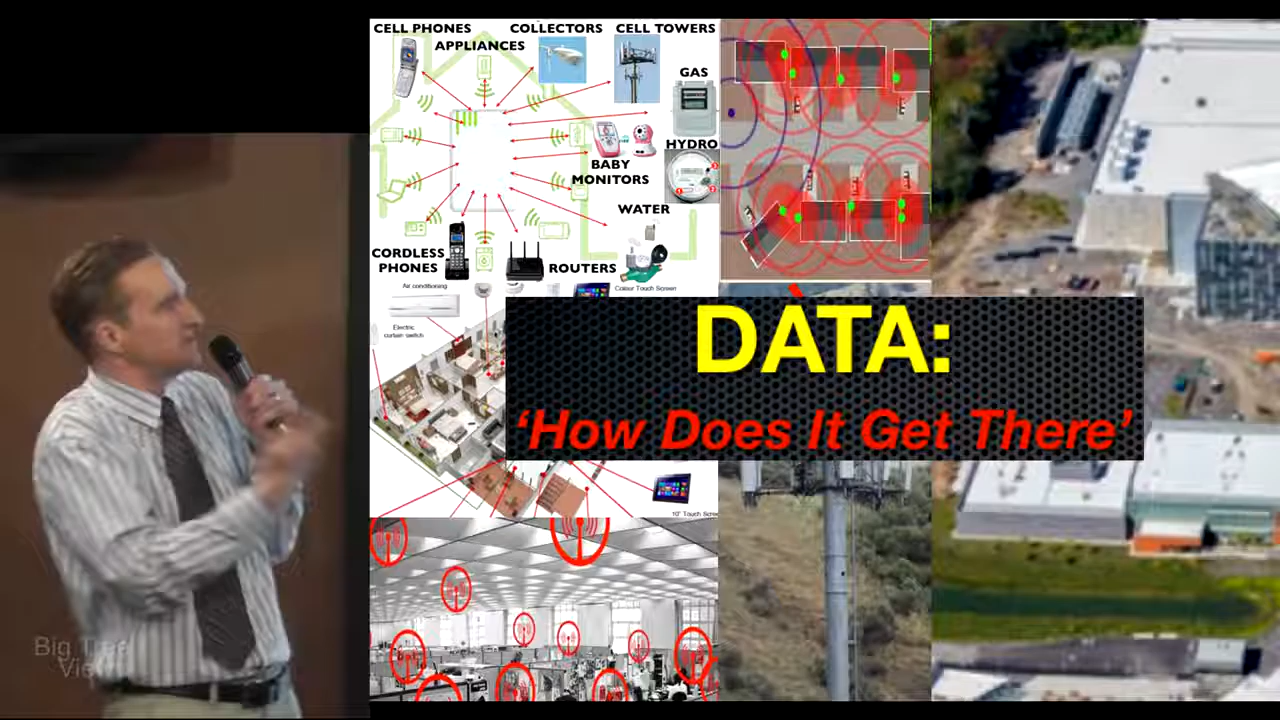 CELL PHONES
COLLECTORS
CELL TOWERS
APPLIANCES
GAS
HYDRO
BABY
MONITORS
WATER
CORDLESS
PHONES
ROUTERS
Air conditioning
Colour Touch Screen
Electric
curtain switch
DATA:
‘How Does It Get There’
10" Touch Screen
Big Tree
View